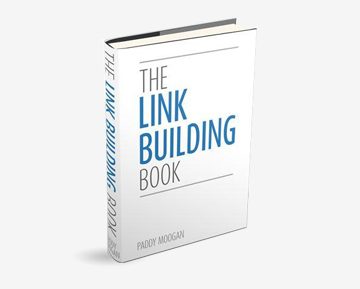 THE
LINK
BUILDING
BOOK
PADDY MOOGAN
THE LINK BUILDING BOOK